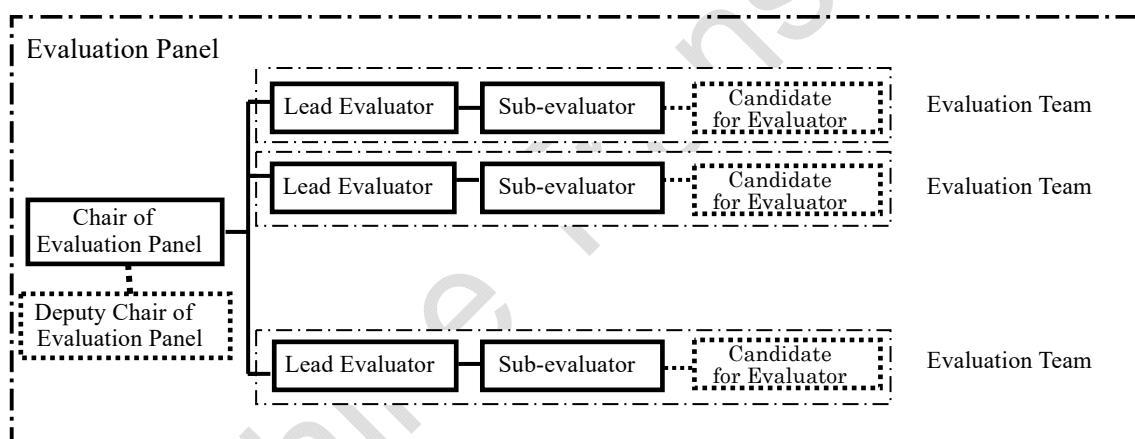 Evaluation Panel
Lead Evaluator
Sub-evaluator
Candidate
for Evaluator
Evaluation Team
Lead Evaluator
Sub-evaluator
Candidate
for Evaluator
Evaluation Team
Chair of
Evaluation Panel
Deputy Chair of
Evaluation Panel
Lead Evaluator
Sub-evaluator
Candidate
for Evaluator
Evaluation Team